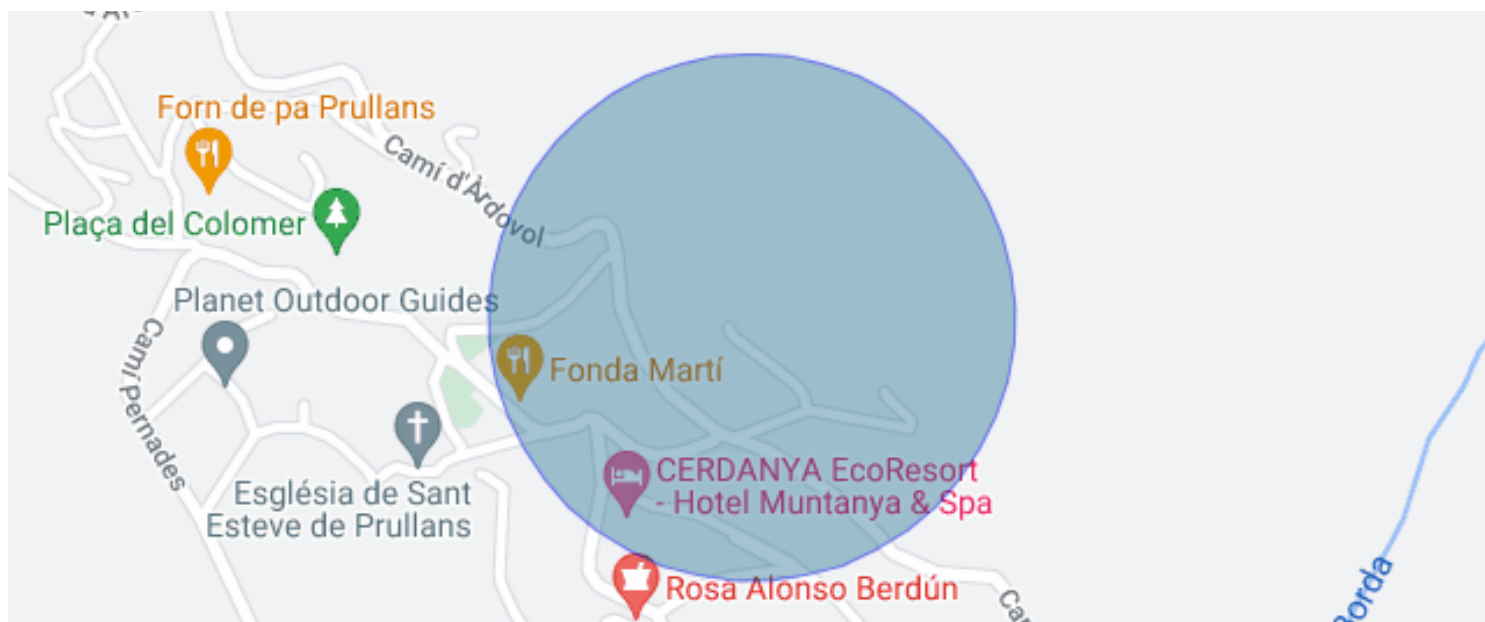 Forn de pa Prullans
Camí d'Àrdovol
Plaça del Colomer
Planet Outdoor Guides
Camí Pernades
Fonda Martí
CERDANYA EcoResort
- Hotel Muntanya & Spa
Església de Sant
Esteve de Prullans
Rosa Alonso Berdún
Borda